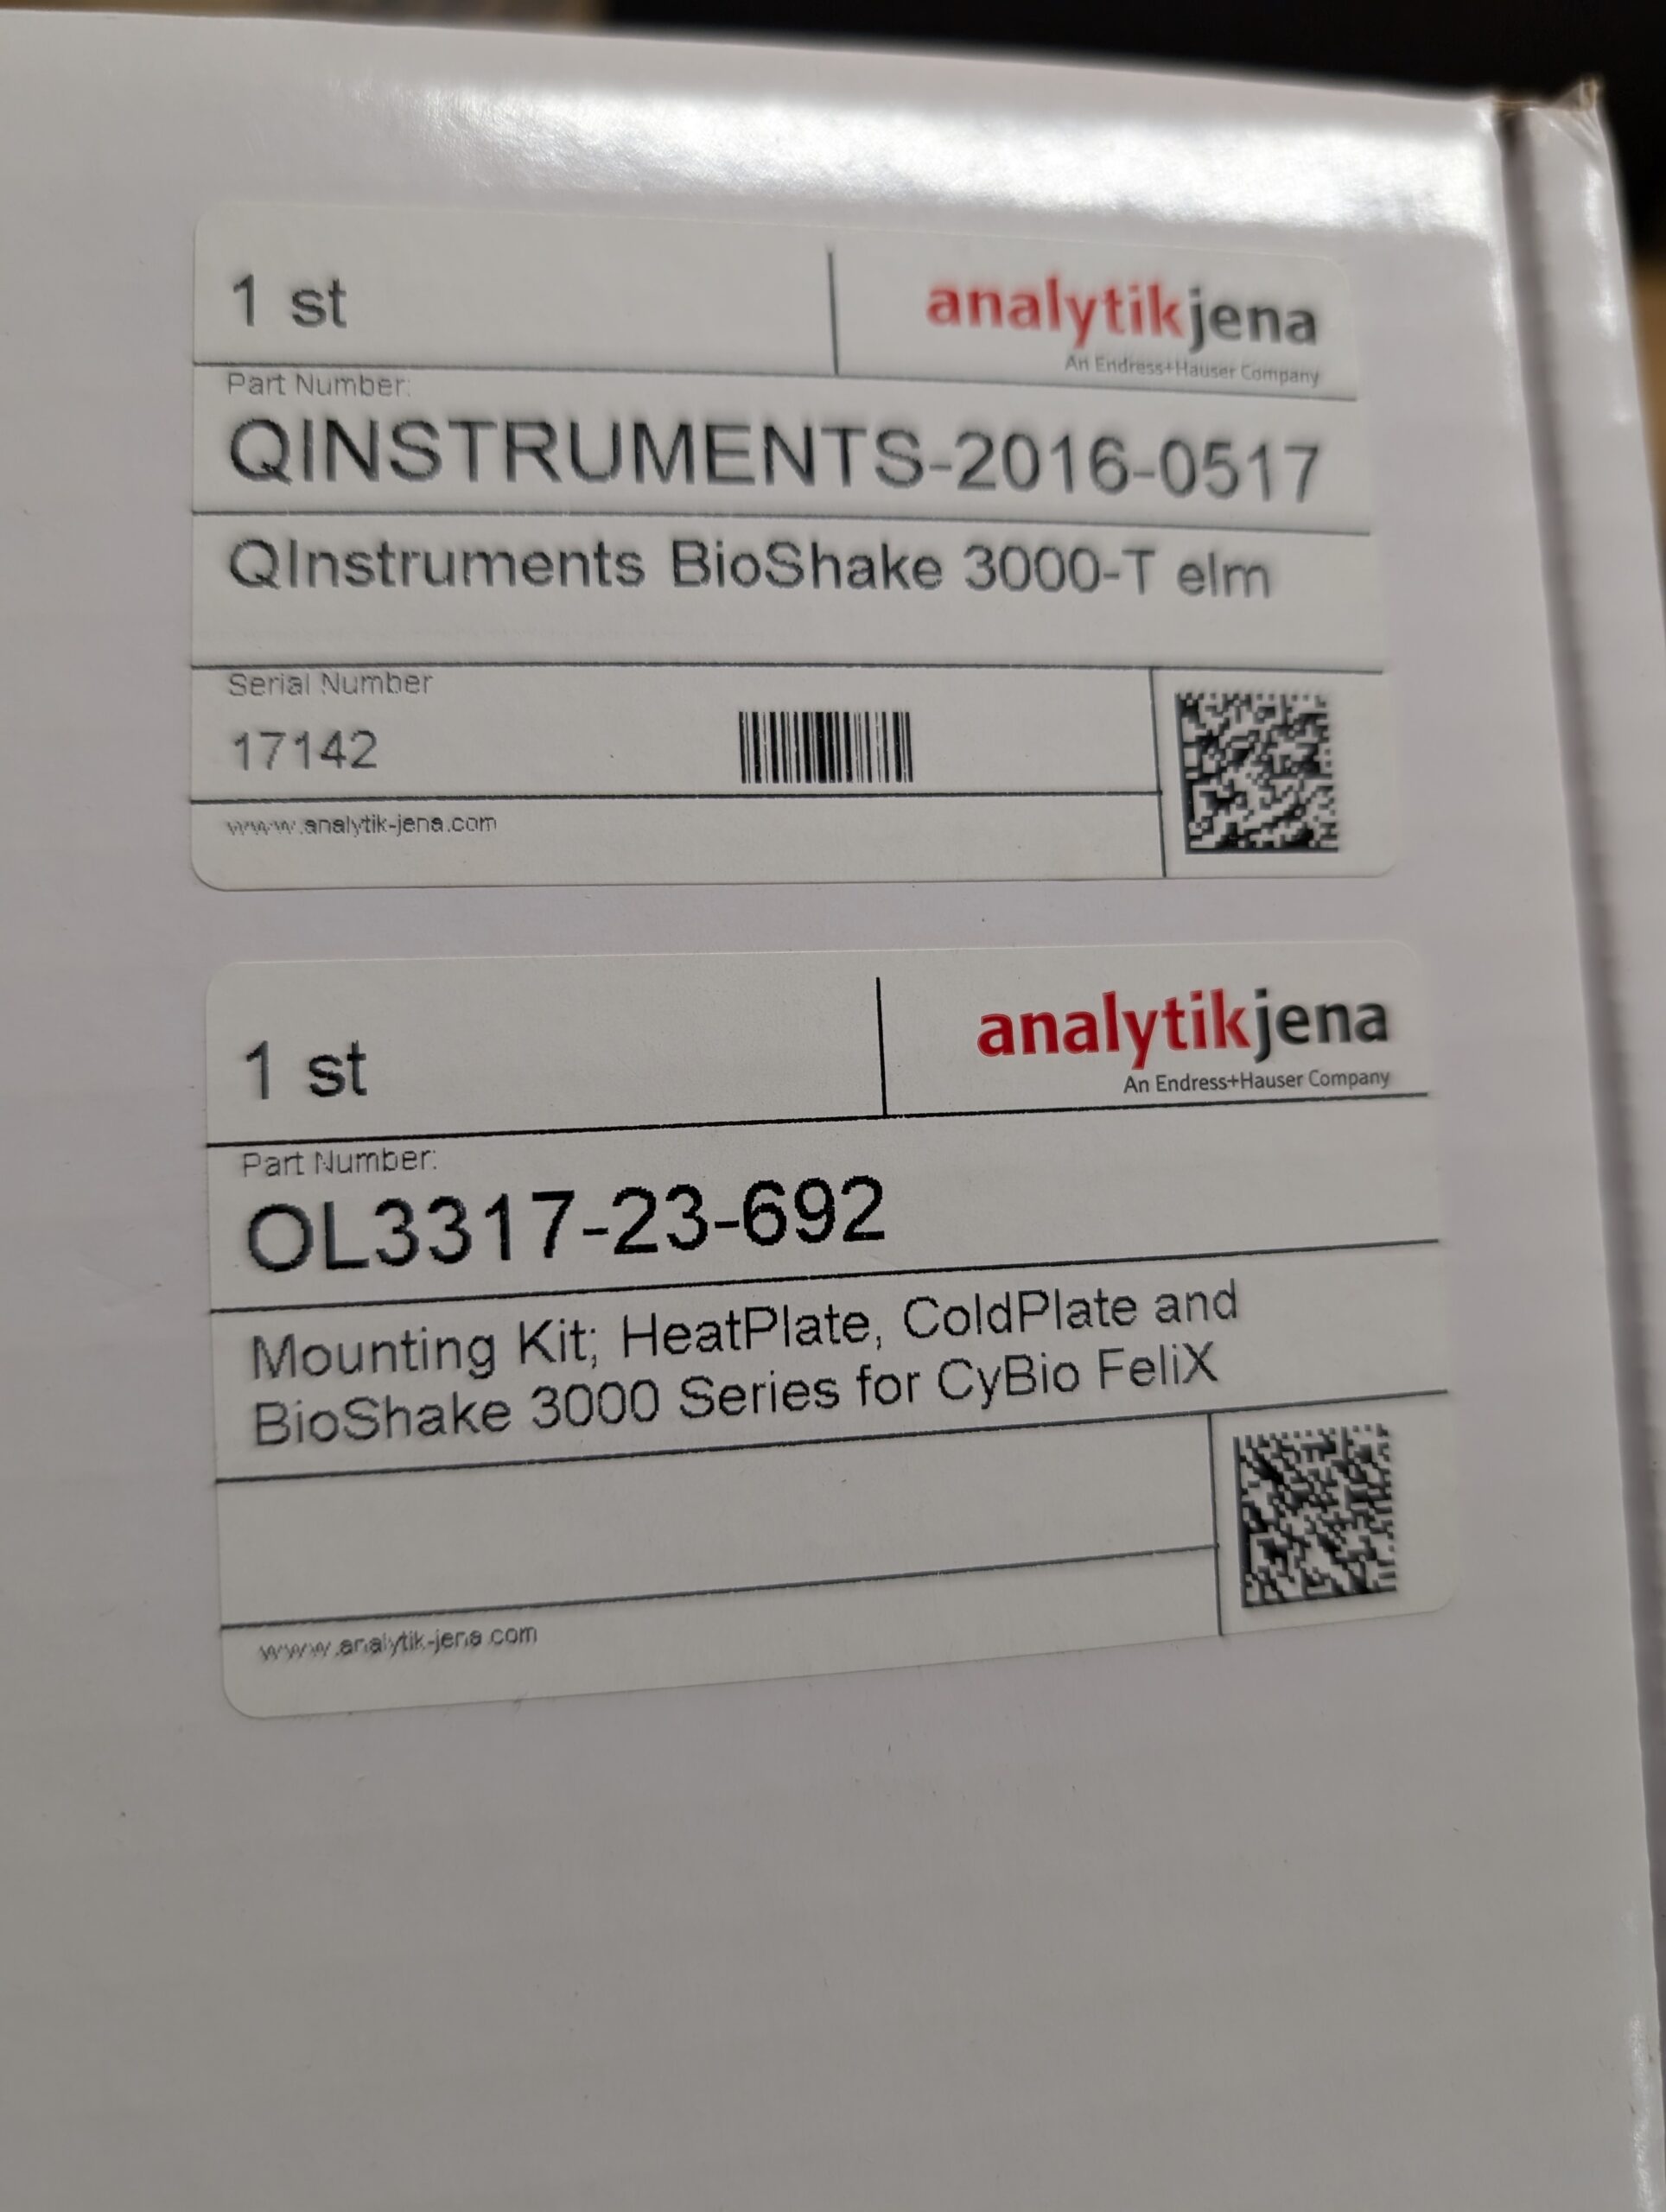 1 st
analytikjena
An Endress+Hauser Company
Part Number:
QINSTRUMENTS-2016-0517
QInstruments BioShake 3000-T elm
Serial Number
17142
www.analytik-jena.com
1 st
analytikjena
An Endress+Hauser Company
Part Number:
OL3317-23-692
Mounting Kit; HeatPlate, ColdPlate and
BioShake 3000 Series for CyBio FeliX
www.analytik-jena.com